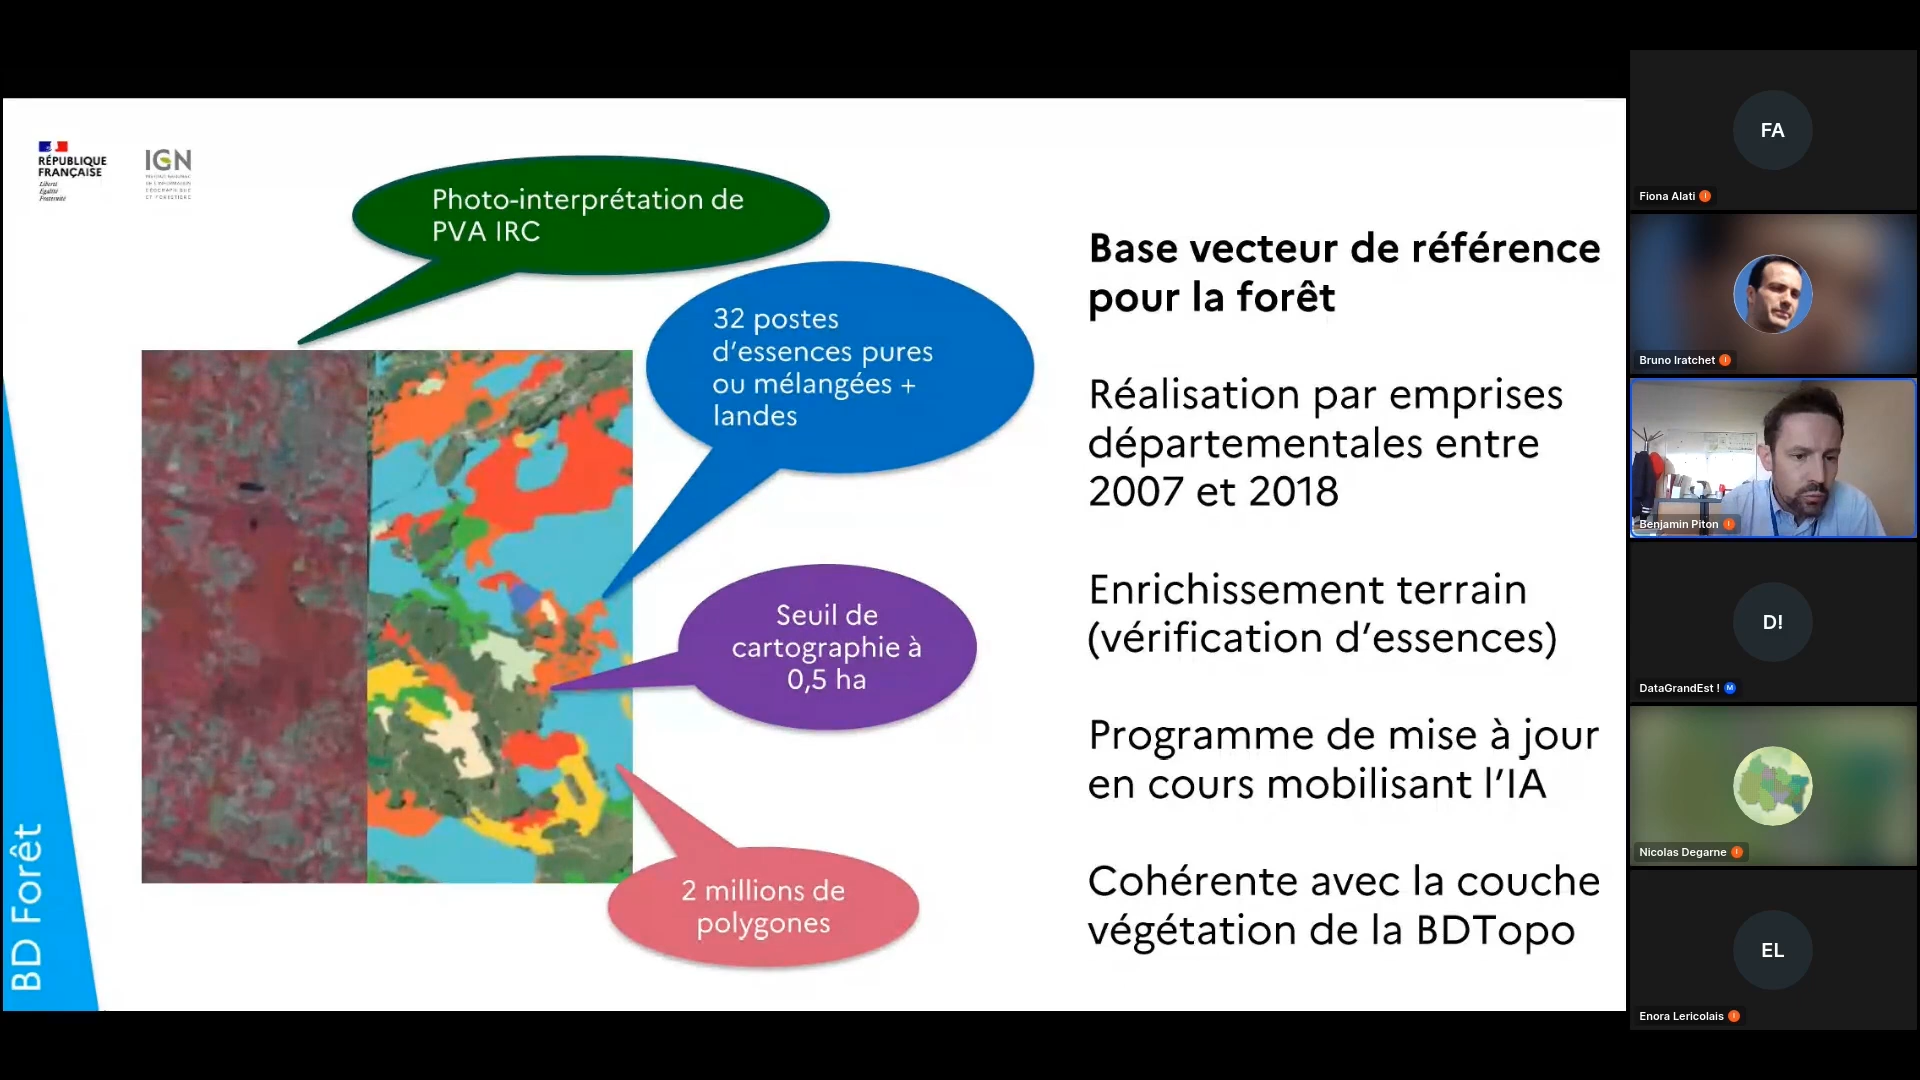 RÉPUBLIQUE
FRANÇAISE
Liberté
Égalité
Fraternité
IGN
Photo-interprétation de
PVA IRC
32 postes
d'essences pures
ou mélangées +
landes
Seuil de
cartographie à
0,5 ha
2 millions de
polygones
BD Forêt
Base vecteur de référence
pour la forêt
Réalisation par emprises
départementales entre
2007 et 2018
Enrichissement terrain
(vérification d'essences)
Programme de mise à jour
en cours mobilisant l'IA
Cohérente avec la couche
végétation de la BDTopo
FA
Fiona Alati
Bruno Iratchet
Benjamin Piton
D!
DataGrandEst !
M
Nicolas Degarne
EL
Enora Lericolais